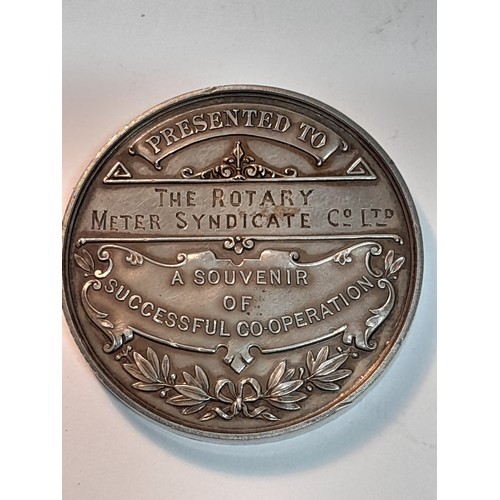 PRESENTED TO
THE ROTARY
METER SYNDICATE Co LTD
A SOUVENIR
OF
SUCCESSFUL CO-OPERATION